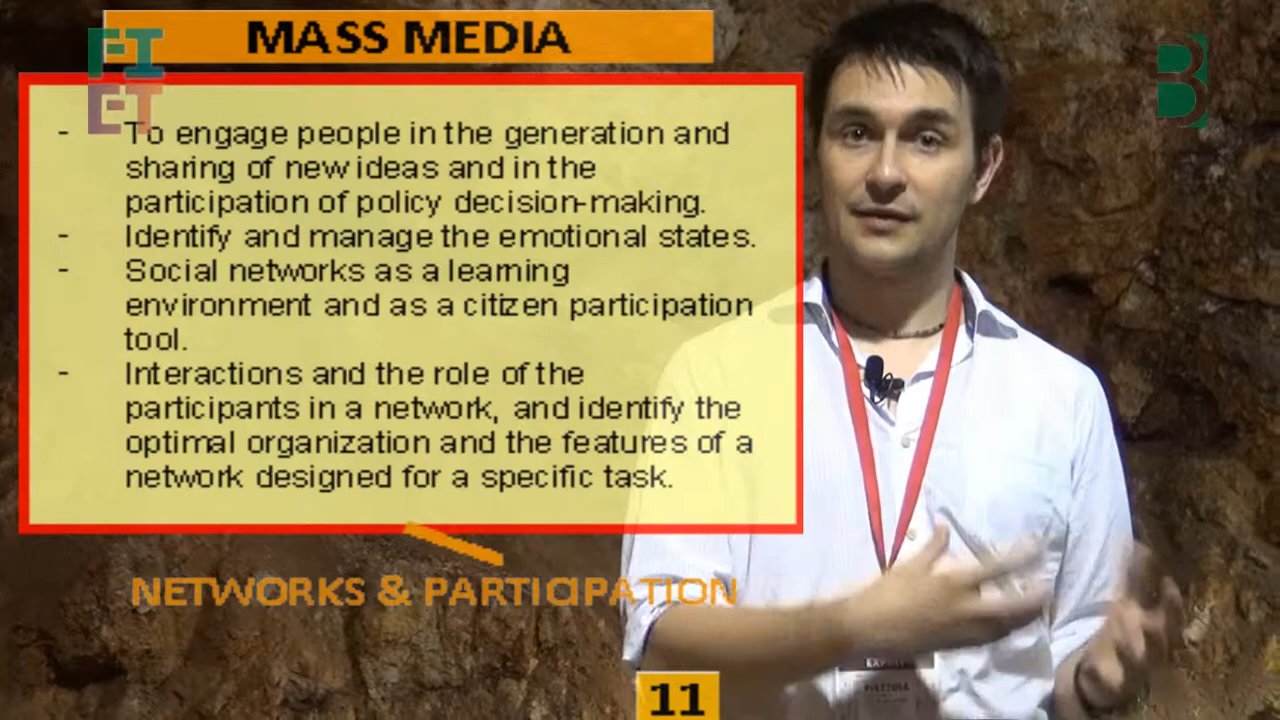 MASS MEDIA
FI
ET
B
- To engage people in the generation and
sharing of new ideas and in the
participation of policy decision-making.
- Identify and manage the emotional states.
- Social networks as a learning
environment and as a citizen participation
tool.
- Interactions and the role of the
participants in a network, and identify the
optimal organization and the features of a
network designed for a specific task.
NETWORKS & PARTICIPATION
11